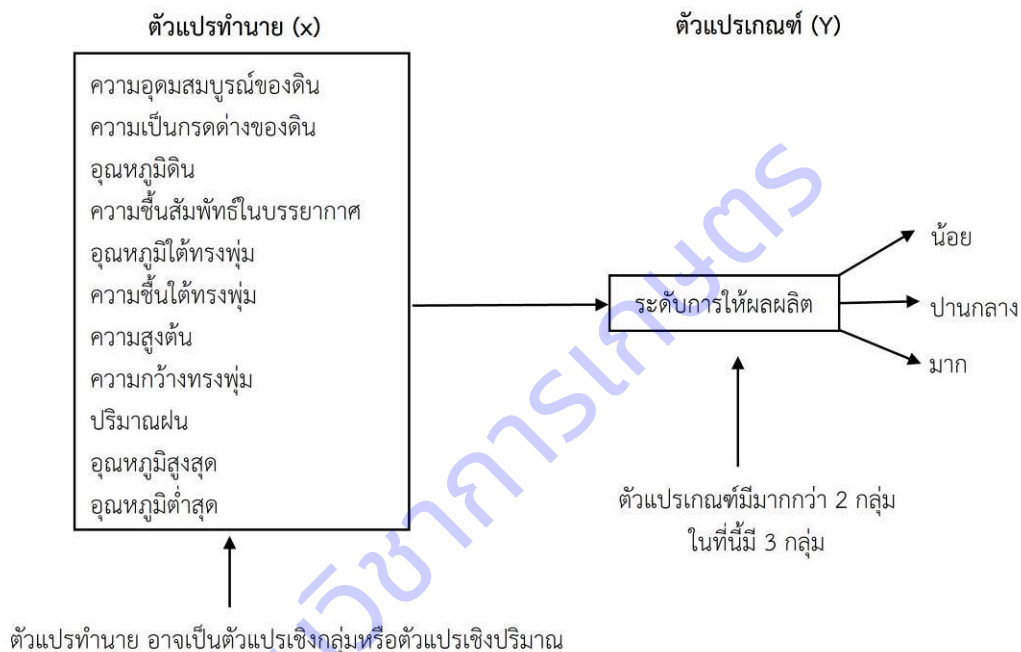 ตัวแปรทำนาย (x)
ตัวแปรเกณฑ์ (Y)
ความอุดมสมบูรณ์ของดิน
ความเป็นกรดด่างของดิน
อุณหภูมิดิน
ความชื้นสัมพัทธ์ในบรรยากาศ
อุณหภูมิใต้ทรงพุ่ม
ความชื้นใต้ทรงพุ่ม
ความสูงต้น
ความกว้างทรงพุ่ม
ปริมาณฝน
อุณหภูมิสูงสุด
อุณหภูมิต่ำสุด
ระดับการให้ผลผลิต
น้อย
ปานกลาง
มาก
ตัวแปรเกณฑ์มีมากกว่า 2 กลุ่ม
ในที่นี้มี 3 กลุ่ม
ตัวแปรทำนาย อาจเป็นตัวแปรเชิงกลุ่มหรือตัวแปรเชิงปริมาณ
วิชาการเกษตร